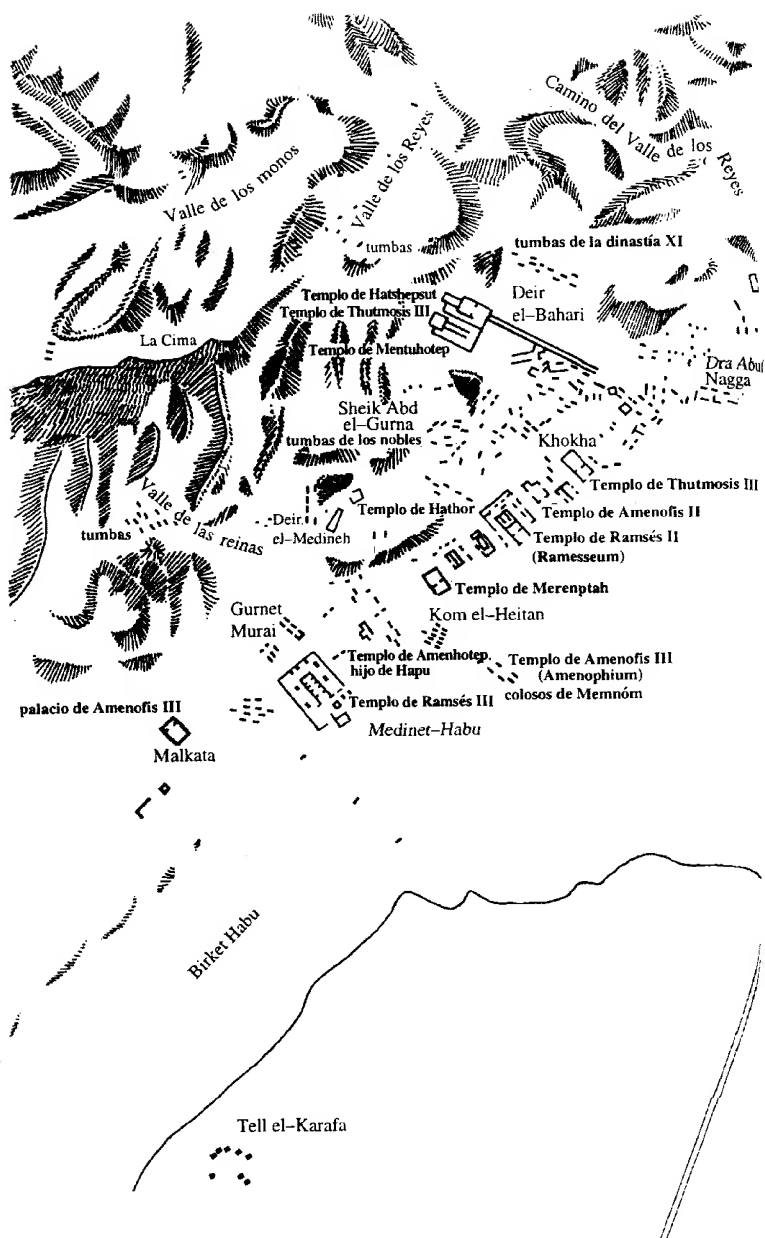 Camino del Valle de los Reyes
Valle de los Reyes
Valle de los monos
tumbas
tumbas de la dinastía XI
Templo de Hatshepsut
Templo de Thutmosis III
Deir
el–Bahari
La Cima
Templo de Mentuhotep
Dra Abul
Nagga
Sheik Abd
el–Gurna
tumbas de los nobles
Khokha
Templo de Thutmosis III
Valle de las reinas
tumbas
Templo de Hathor
Deir
el–Medineh
Templo de Amenofis II
Templo de Ramsés II
(Ramesseum)
Templo de Merenptah
Gurnet
Murai
Kom el–Heitan
Templo de Amenhotep
hijo de Hapu
Templo de Amenofis III
(Amenophium)
colosos de Memnóm
palacio de Amenofis III
Templo de Ramsés III
Medinet–Habu
Malkata
Birket Habu
Tell el–Karafa